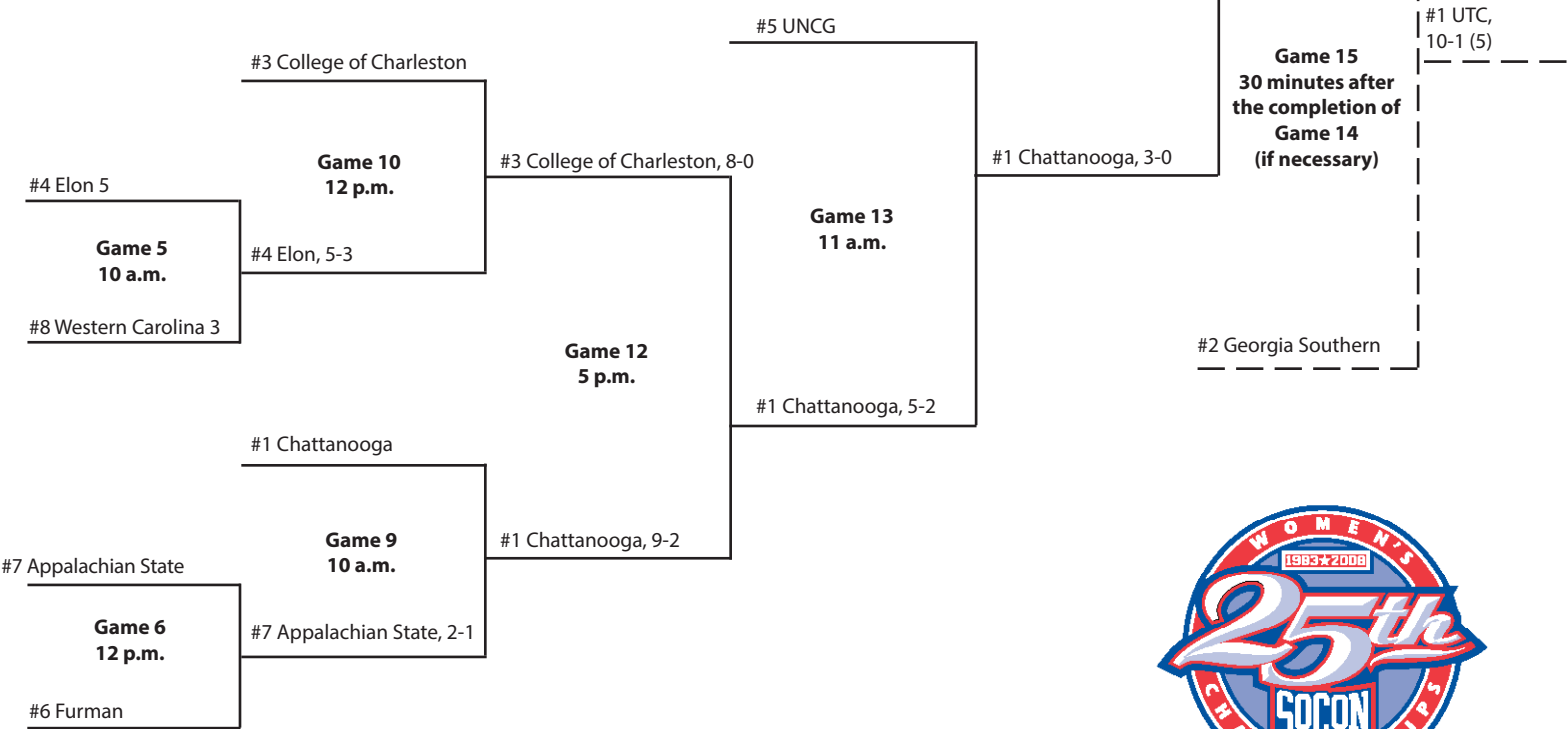 #5 UNCG
#1 UTC,
10-1 (5)
#3 College of Charleston
Game 15
30 minutes after
the completion of
Game 14
(if necessary)
Game 10
12 p.m.
#3 College of Charleston, 8-0
#1 Chattanooga, 3-0
#4 Elon 5
Game 13
11 a.m.
Game 5
10 a.m.
#4 Elon, 5-3
#8 Western Carolina 3
Game 12
5 p.m.
#2 Georgia Southern
#1 Chattanooga, 5-2
#1 Chattanooga
Game 9
10 a.m.
#1 Chattanooga, 9-2
#7 Appalachian State
Game 6
12 p.m.
#7 Appalachian State, 2-1
#6 Furman
WOMEN'S
1983★2008
25th
SOCON